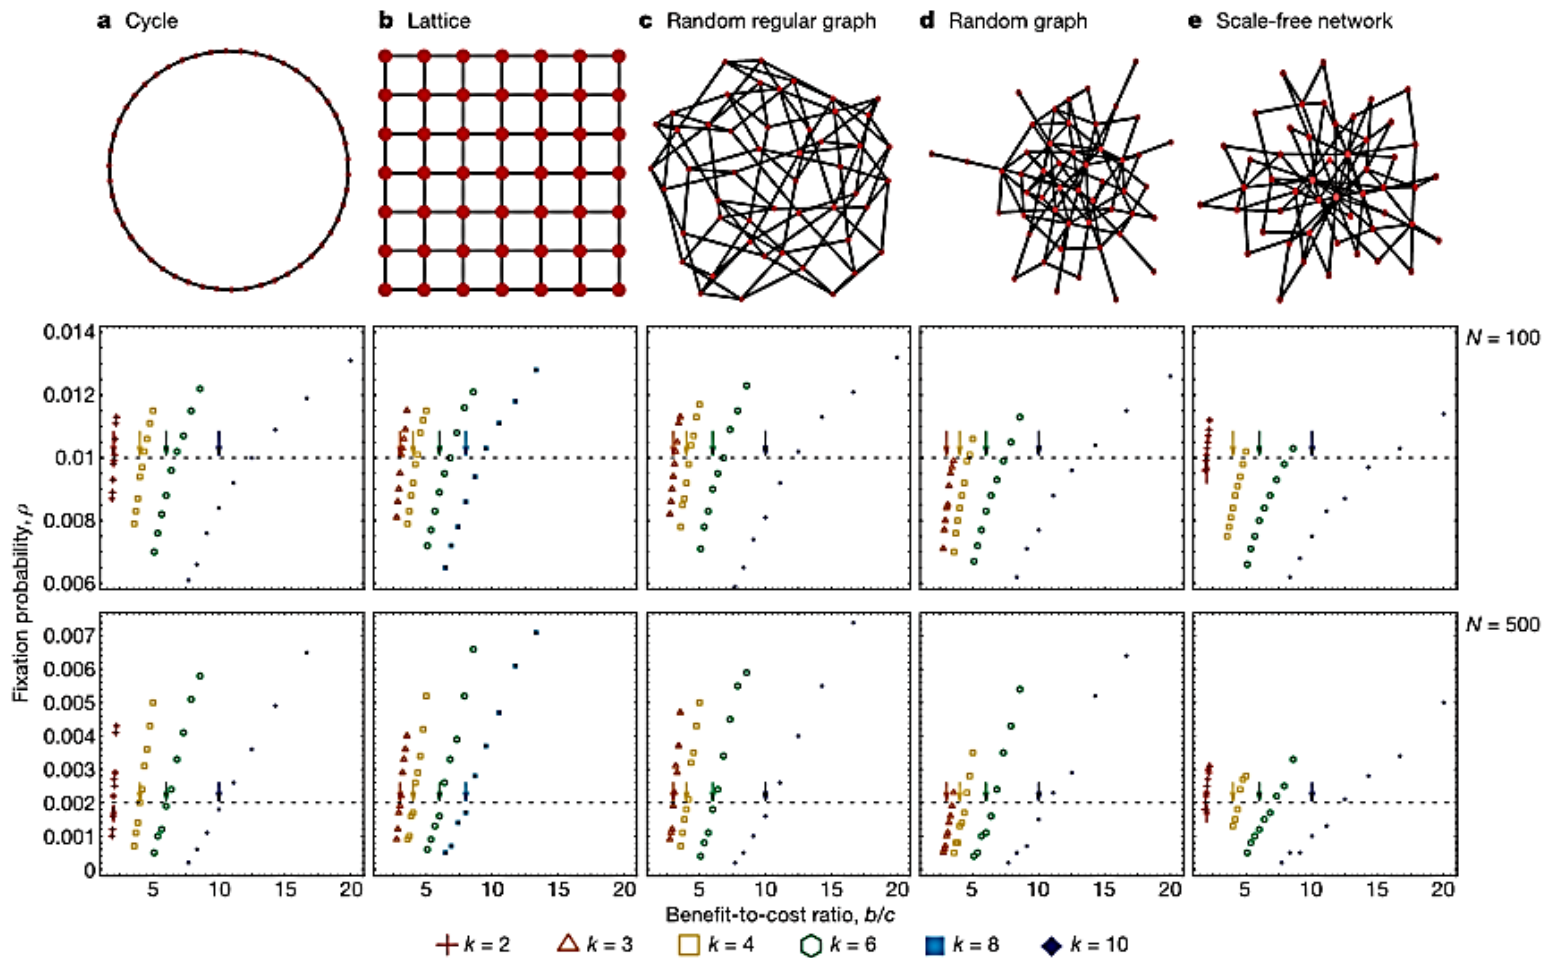 a Cycle
b Lattice
c Random regular graph
d Random graph
e Scale-free network
N = 100
0.014
0.012
0.01
0.008
0.006
N = 500
0.007
0.006
0.005
0.004
0.003
0.002
0.001
0
Fixation probability, ρ
5 10 15 20 5 10 15 20 5 10 15 20 5 10 15 20 5 10 15 20
Benefit-to-cost ratio, b/c
k = 2 k = 3 k = 4 k = 6 k = 8 k = 10